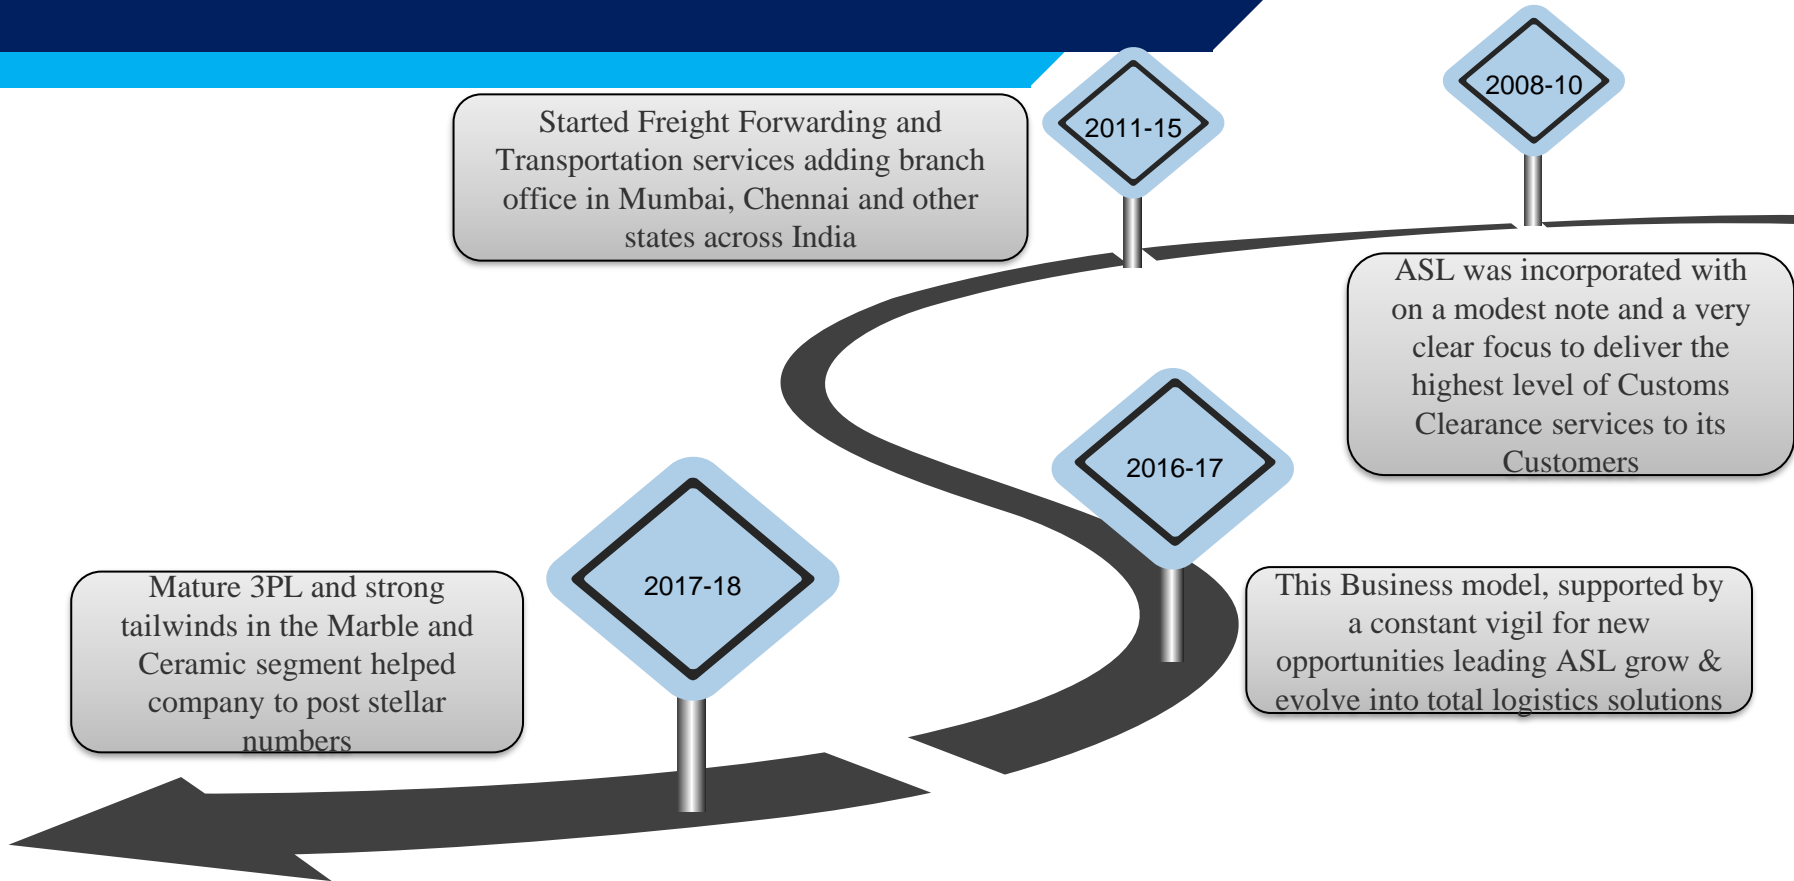 2008-10
2011-15
Started Freight Forwarding and
Transportation services adding branch
office in Mumbai, Chennai and other
states across India
ASL was incorporated with
on a modest note and a very
clear focus to deliver the
highest level of Customs
Clearance services to its
Customers
2016-17
2017-18
Mature 3PL and strong
tailwinds in the Marble and
Ceramic segment helped
company to post stellar
numbers
This Business model, supported by
a constant vigil for new
opportunities leading ASL grow &
evolve into total logistics solutions